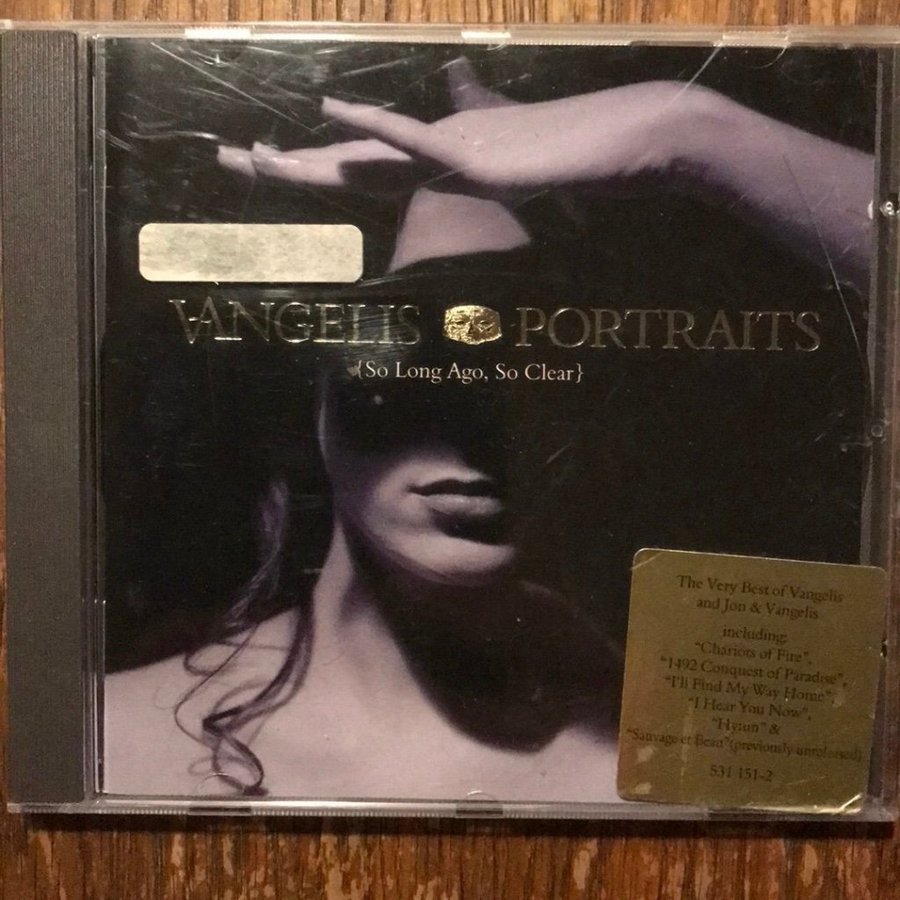 VANGELIS PORTRAITS
{So Long Ago, So Clear}
The Very Best of Vangelis
and Jon & Vangelis
including:
"Chariots of Fire",
"1492 Conquest of Paradise",
"I'll Find My Way Home",
"I Hear You Now",
"Hymn" &
"Sauvage et Beau" (previously unreleased)
531 151-2